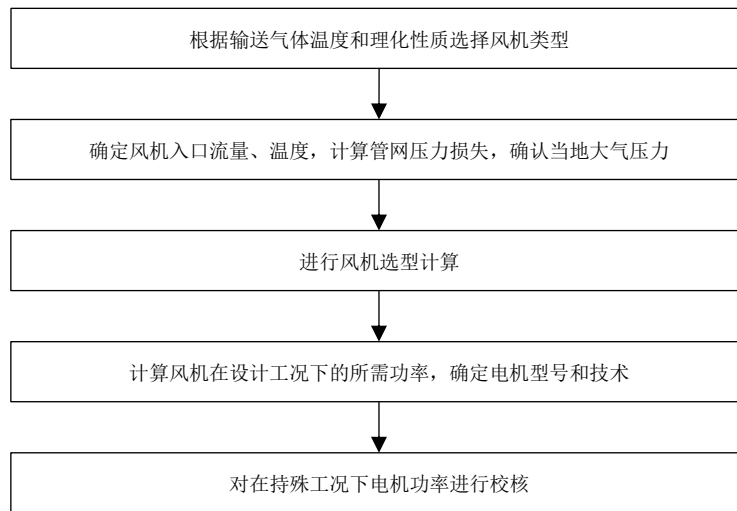 根据输送气体温度和理化性质选择风机类型
确定风机入口流量、温度，计算管网压力损失，确认当地大气压力
进行风机选型计算
计算风机在设计工况下的所需功率，确定电机型号和技术
对在持殊工况下电机功率进行校核